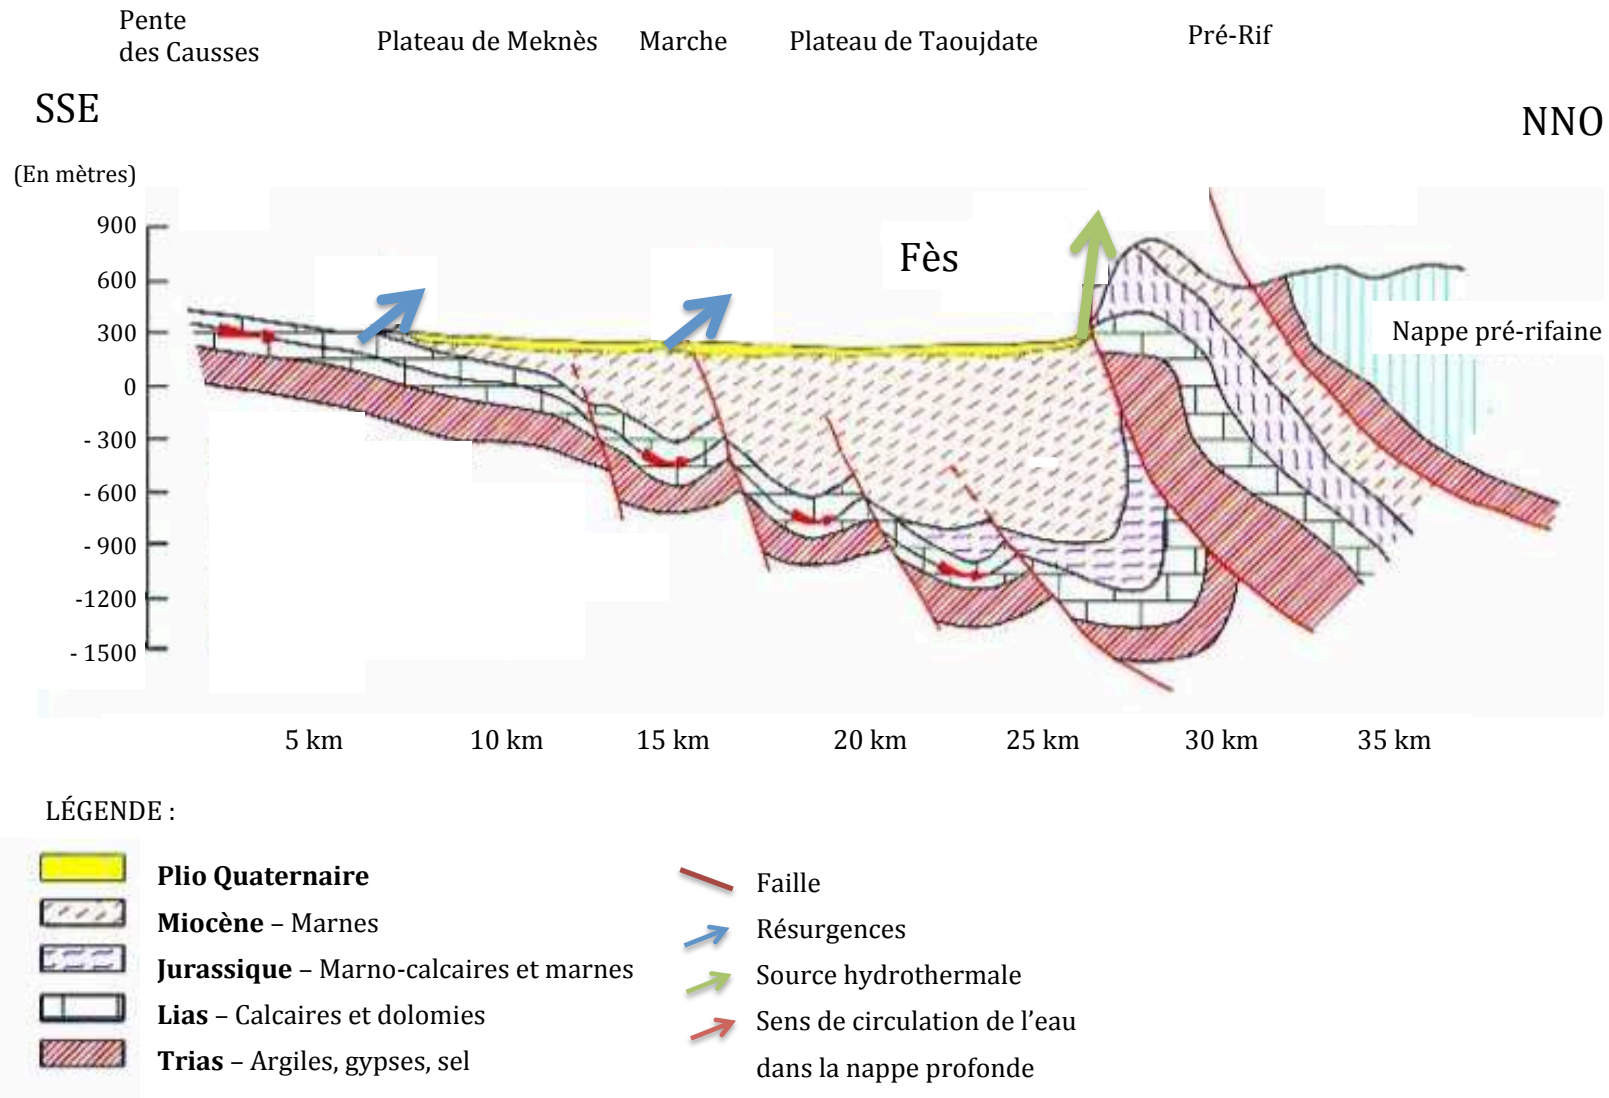 Pente
des Causses
Plateau de Meknès
Marche
Plateau de Taoujdate
Pré-Rif
SSE
NNO
(En mètres)
900
600
300
0
- 300
- 600
- 900
-1200
- 1500
Fès
Nappe pré-rifaine
5 km
10 km
15 km
20 km
25 km
30 km
35 km
LÉGENDE :
Plio Quaternaire
Miocène – Marnes
Jurassique – Marno-calcaires et marnes
Lias – Calcaires et dolomies
Trias – Argiles, gypses, sel
Faille
Résurgences
Source hydrothermale
Sens de circulation de l'eau
dans la nappe profonde